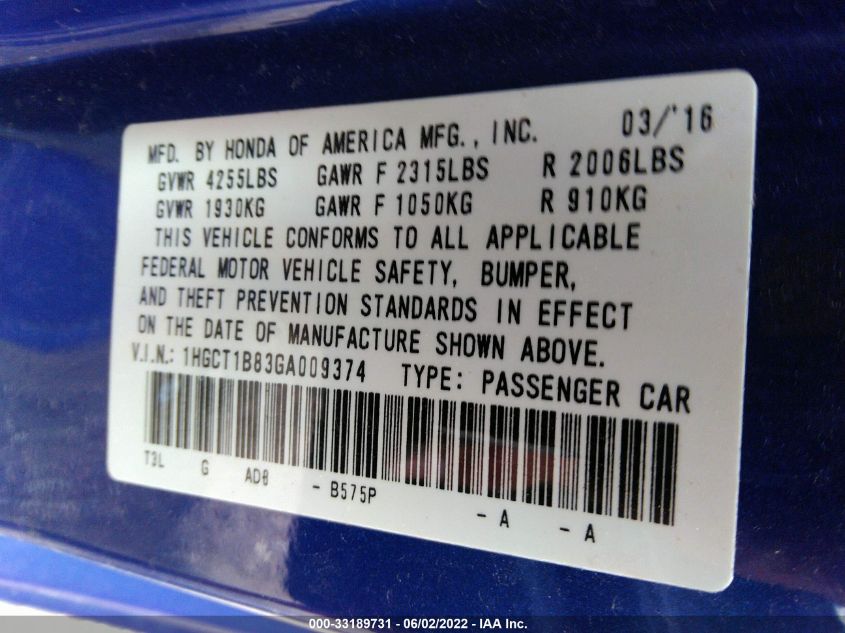 MFD. BY HONDA OF AMERICA MFG., INC. 03/'16
GVWR 4255LBS GAWR F 2315LBS R 2006LBS
GVWR 1930KG GAWR F 1050KG R 910KG
THIS VEHICLE CONFORMS TO ALL APPLICABLE
FEDERAL MOTOR VEHICLE SAFETY, BUMPER,
AND THEFT PREVENTION STANDARDS IN EFFECT
ON THE DATE OF MANUFACTURE SHOWN ABOVE.
V.I.N.: 1HGCT1B83GA009374 TYPE: PASSENGER CAR
T3L G AD0 - B575P - A - A
000-33189731 - 06/02/2022 - IAA Inc.